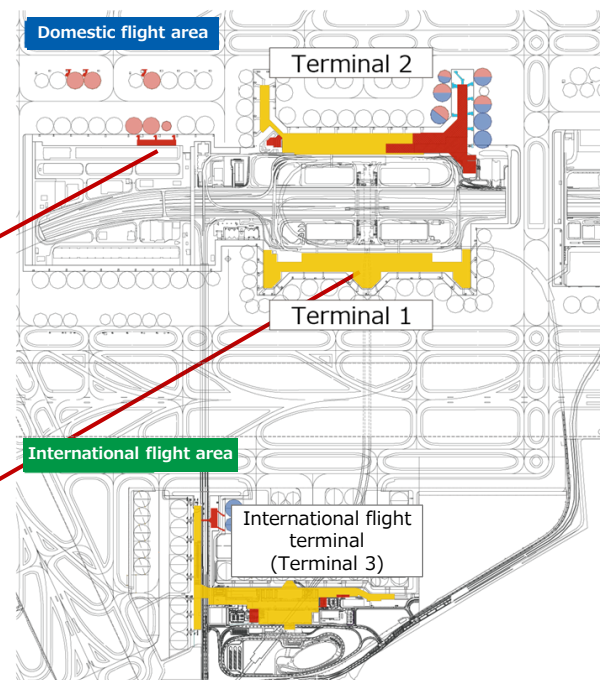 Domestic flight area
Terminal 2
Terminal 1
International flight area
International flight
terminal
(Terminal 3)